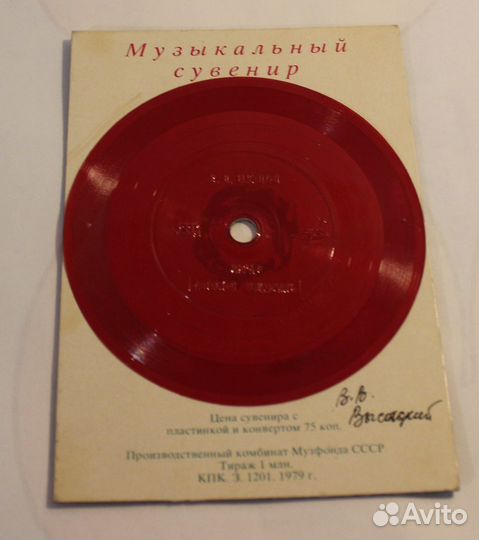 Музыкальный
сувенир
Цена сувенира с
пластинкой и конвертом 75 коп.
В.В.
Высоцкий
Производственный комбинат Музфонда СССР
Тираж 1 млн.
КПК. Э. 1201. 1979 г.
Avito